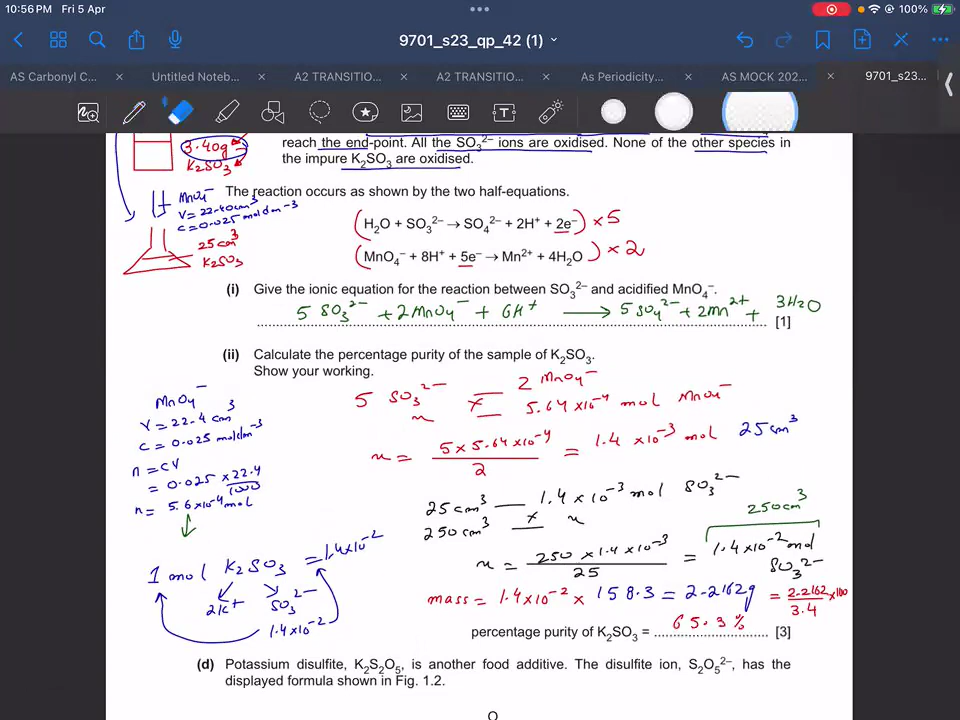 10:56 PM Fri 5 Apr
100%
9701_s23_qp_42 (1)
AS Carbonyl C...
Untitled Noteb...
A2 TRANSITIO...
A2 TRANSITIO...
As Periodicity...
AS MOCK 202...
9701_s23...
3.40g
K₂SO₃
reach the end-point. All the SO₃²⁻ ions are oxidised. None of the other species in
the impure K₂SO₃ are oxidised.
MnO₄⁻
V=22.40cm³
C=0.025 moldm⁻³
25cm³
K₂SO₃
The reaction occurs as shown by the two half-equations.
(H₂O + SO₃²⁻ → SO₄²⁻ + 2H⁺ + 2e⁻) ×5
(MnO₄⁻ + 8H⁺ + 5e⁻ → Mn²⁺ + 4H₂O) ×2
(i) Give the ionic equation for the reaction between SO₃²⁻ and acidified MnO₄⁻.
5 SO₃²⁻ + 2MnO₄⁻ + 6H⁺ → 5SO₄²⁻ + 2Mn²⁺ + 3H₂O
[1]
(ii) Calculate the percentage purity of the sample of K₂SO₃.
Show your working.
MnO₄⁻
V=22.4 cm³
C=0.025 moldm⁻³
n=CV
=0.025 × 22.4/1000
n= 5.6×10⁻⁴mol
5 SO₃²⁻ 2 MnO₄⁻
x 5.64 ×10⁻⁴ mol MnO₄⁻
x = 5 × 5.64 ×10⁻⁴/2 = 1.4 ×10⁻³ mol 25cm³
25cm³ — 1.4 ×10⁻³ mol SO₃²⁻
250cm³ x
250cm³
x = 250 × 1.4 ×10⁻³/25 = 1.4×10⁻² mol SO₃²⁻
1 mol K₂SO₃ = 1.4×10⁻²
2K⁺ SO₃²⁻
1.4×10⁻²
mass = 1.4×10⁻² × 158.3 = 2.2162g = 2.2162/3.4 ×100
percentage purity of K₂SO₃ = 65.3 % [3]
(d) Potassium disulfite, K₂S₂O₅, is another food additive. The disulfite ion, S₂O₅²⁻, has the
displayed formula shown in Fig. 1.2.
O